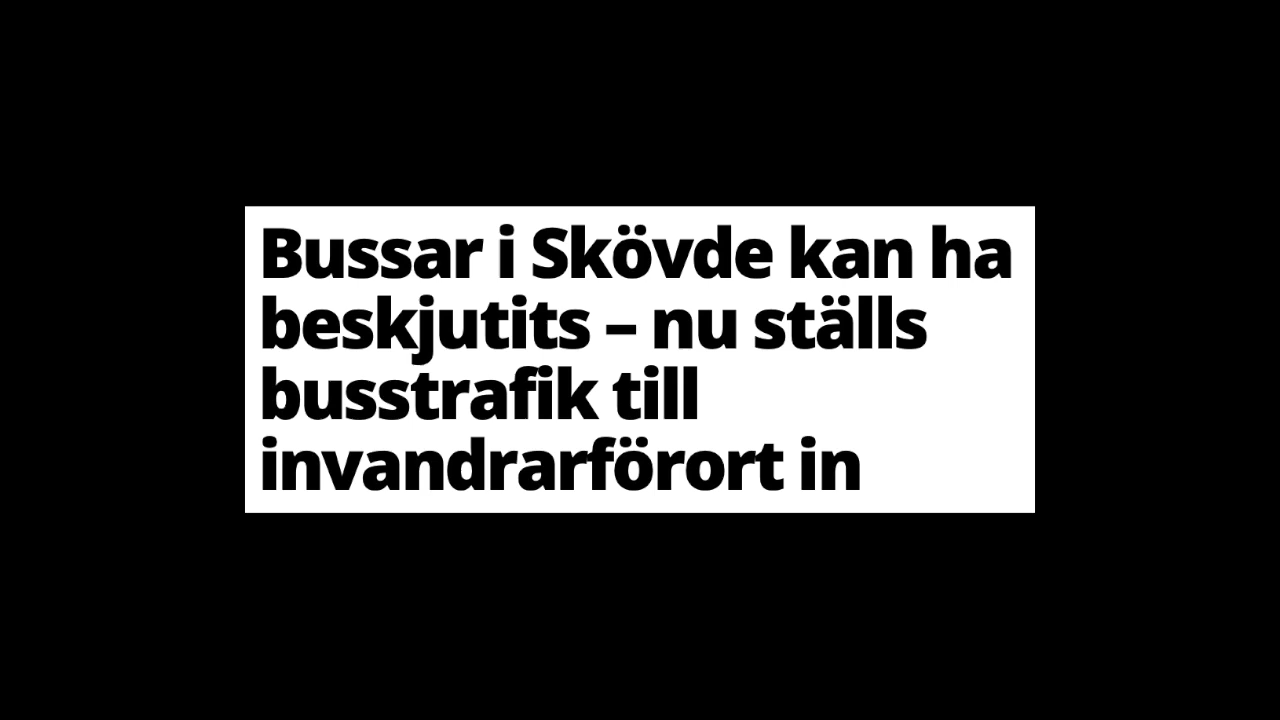 Bussar i Skövde kan ha
beskjutits – nu ställs
busstrafik till
invandrarförort in